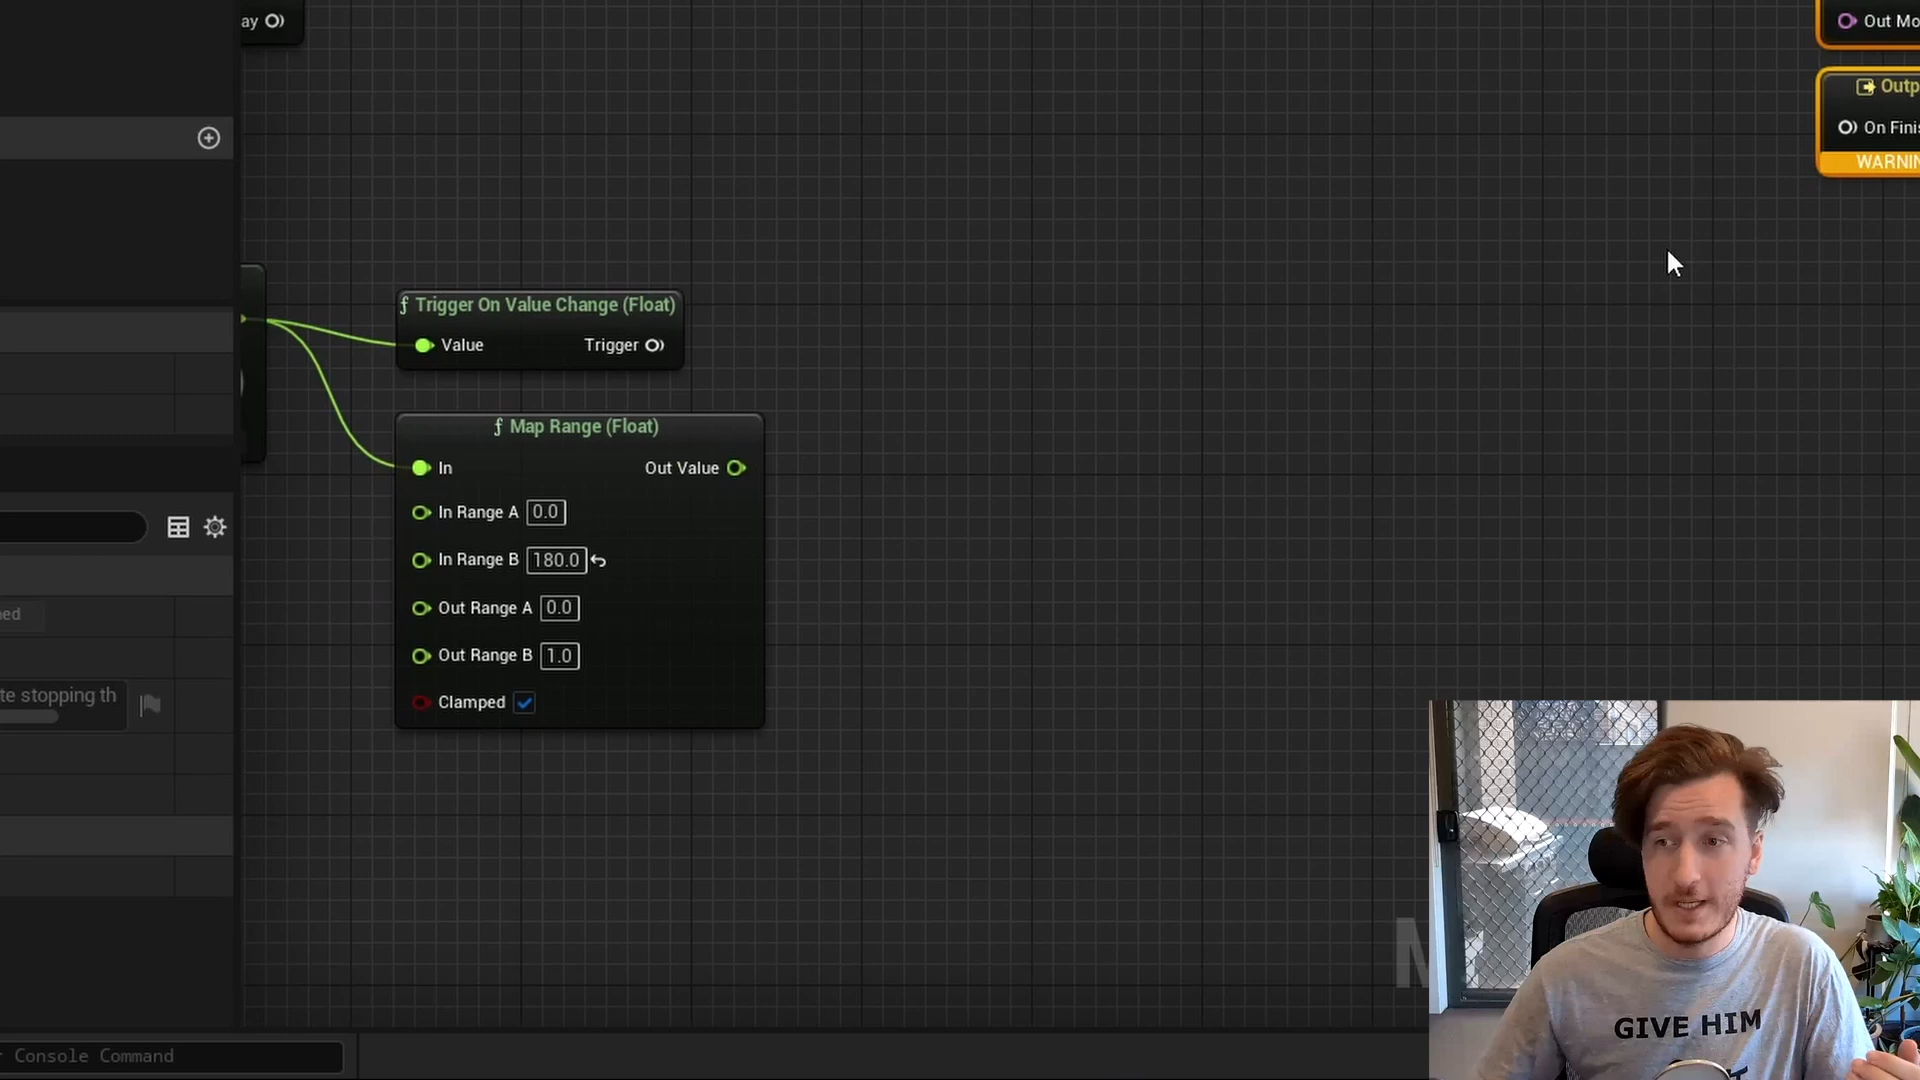 ay
Out Mo
Outp
On Finis
WARNIN
Trigger On Value Change (Float)
Value Trigger
Map Range (Float)
In Out Value
In Range A 0.0
In Range B 180.0
Out Range A 0.0
Out Range B 1.0
Clamped
ed
te stopping th
M
GIVE HIM
r Console Command